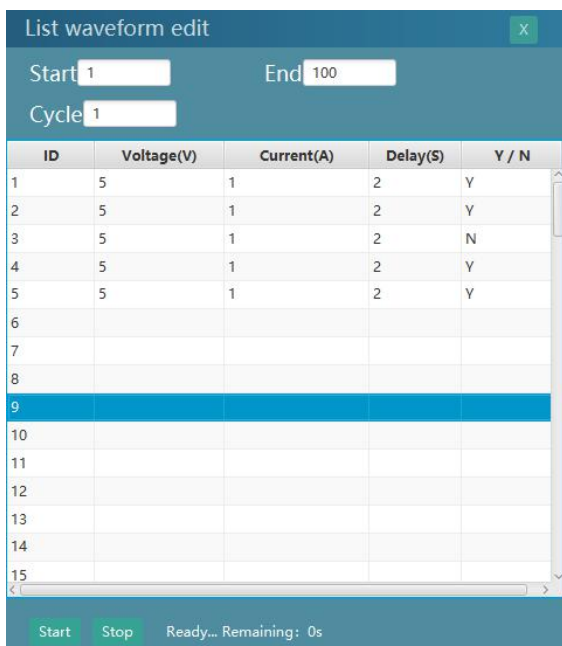 List waveform edit X
Start 1 End 100
Cycle 1
ID Voltage(V) Current(A) Delay(S) Y / N
1 5 1 2 Y
2 5 1 2 Y
3 5 1 2 N
4 5 1 2 Y
5 5 1 2 Y
6
7
8
9
10
11
12
13
14
15
Start Stop Ready... Remaining: 0s